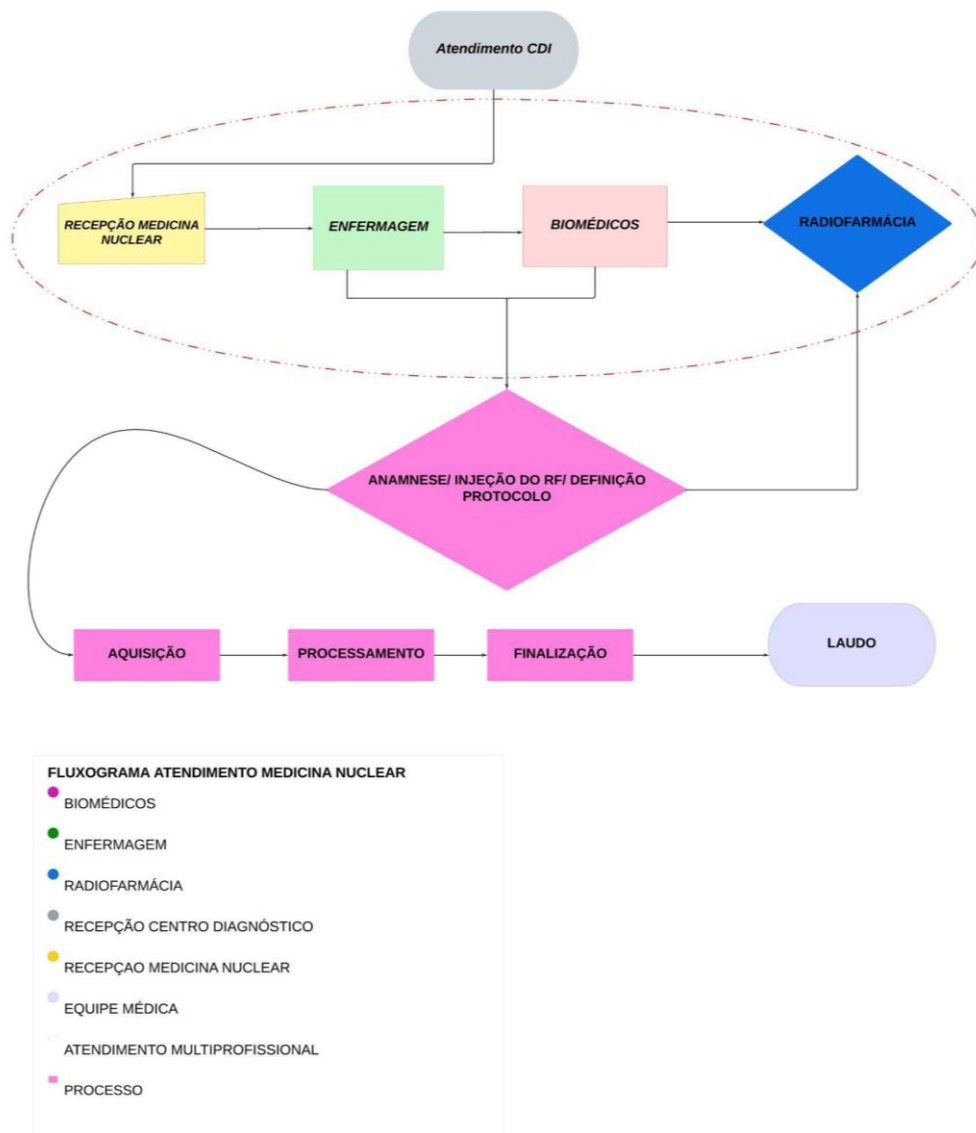 Atendimento CDI
RECEPÇÃO MEDICINA
NUCLEAR
ENFERMAGEM
BIOMÉDICOS
RADIOFARMÁCIA
ANAMNESE/ INJEÇÃO DO RF/ DEFINIÇÃO
PROTOCOLO
AQUISIÇÃO
PROCESSAMENTO
FINALIZAÇÃO
LAUDO
FLUXOGRAMA ATENDIMENTO MEDICINA NUCLEAR
BIOMÉDICOS
ENFERMAGEM
RADIOFARMÁCIA
RECEPÇÃO CENTRO DIAGNÓSTICO
RECEPÇAO MEDICINA NUCLEAR
EQUIPE MÉDICA
ATENDIMENTO MULTIPROFISSIONAL
PROCESSO